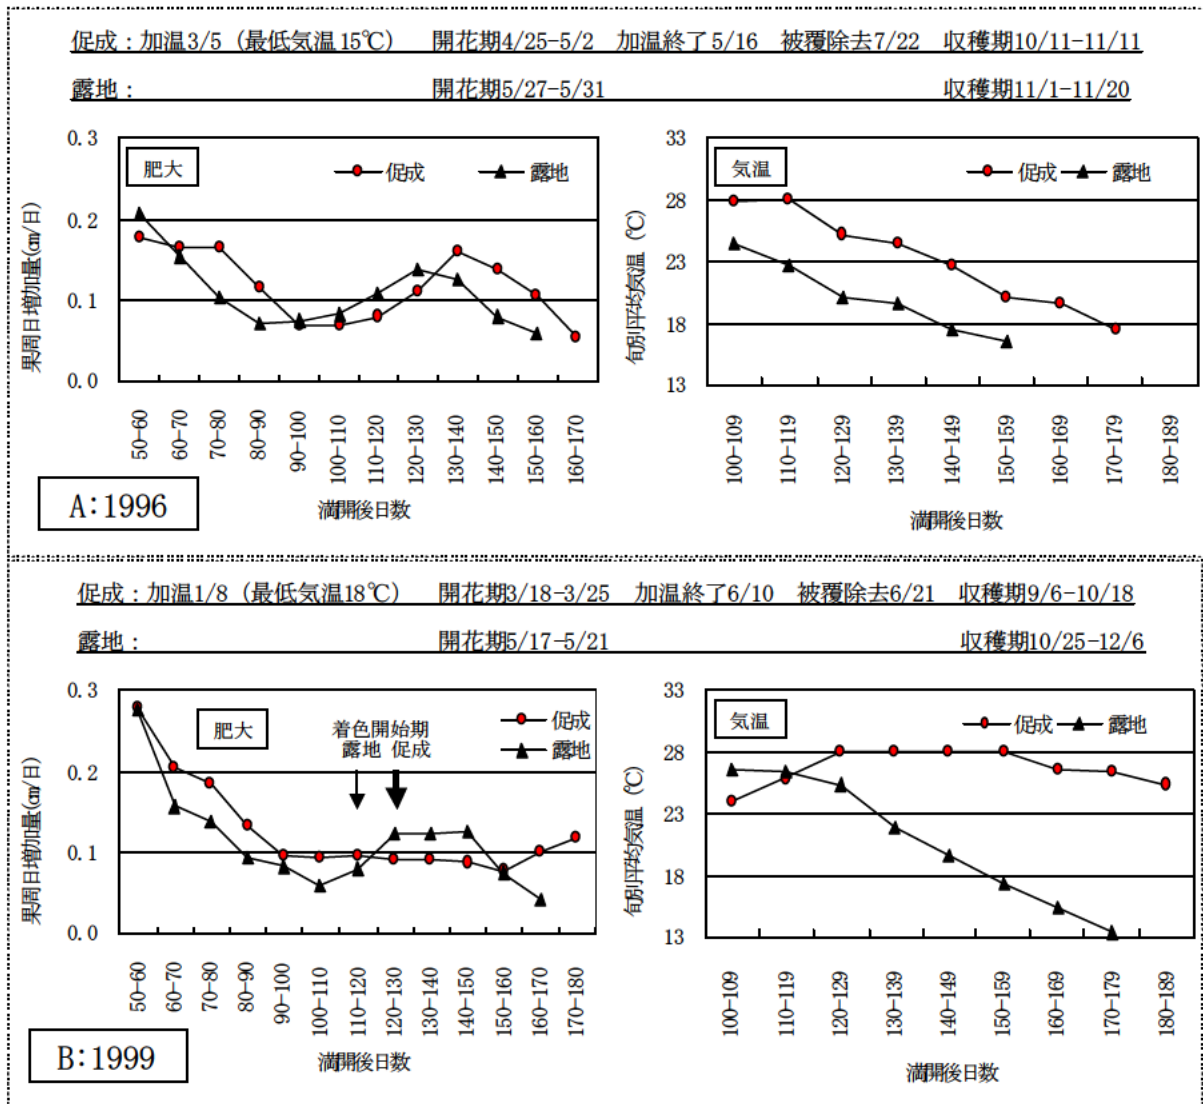 促成：加温3/5（最低気温15℃）　開花期4/25-5/2　加温終了5/16　被覆除去7/22　収穫期10/11-11/11
露地：　開花期5/27-5/31　収穫期11/1-11/20
肥大
促成
露地
0.3
0.2
0.1
0.0
果周日増加量(㎝/日)
50-60
60-70
70-80
80-90
90-100
100-110
110-120
120-130
130-140
140-150
150-160
160-170
満開後日数
A:1996
気温
促成
露地
33
28
23
18
13
旬別平均気温（℃）
100-109
110-119
120-129
130-139
140-149
150-159
160-169
170-179
180-189
満開後日数
促成：加温1/8（最低気温18℃）　開花期3/18-3/25　加温終了6/10　被覆除去6/21　収穫期9/6-10/18
露地：　開花期5/17-5/21　収穫期10/25-12/6
肥大
着色開始期
露地 促成
促成
露地
0.3
0.2
0.1
0.0
果周日増加量(㎝/日)
50-60
60-70
70-80
80-90
90-100
100-110
110-120
120-130
130-140
140-150
150-160
160-170
170-180
満開後日数
B:1999
気温
促成
露地
33
28
23
18
13
旬別平均気温（℃）
100-109
110-119
120-129
130-139
140-149
150-159
160-169
170-179
180-189
満開後日数